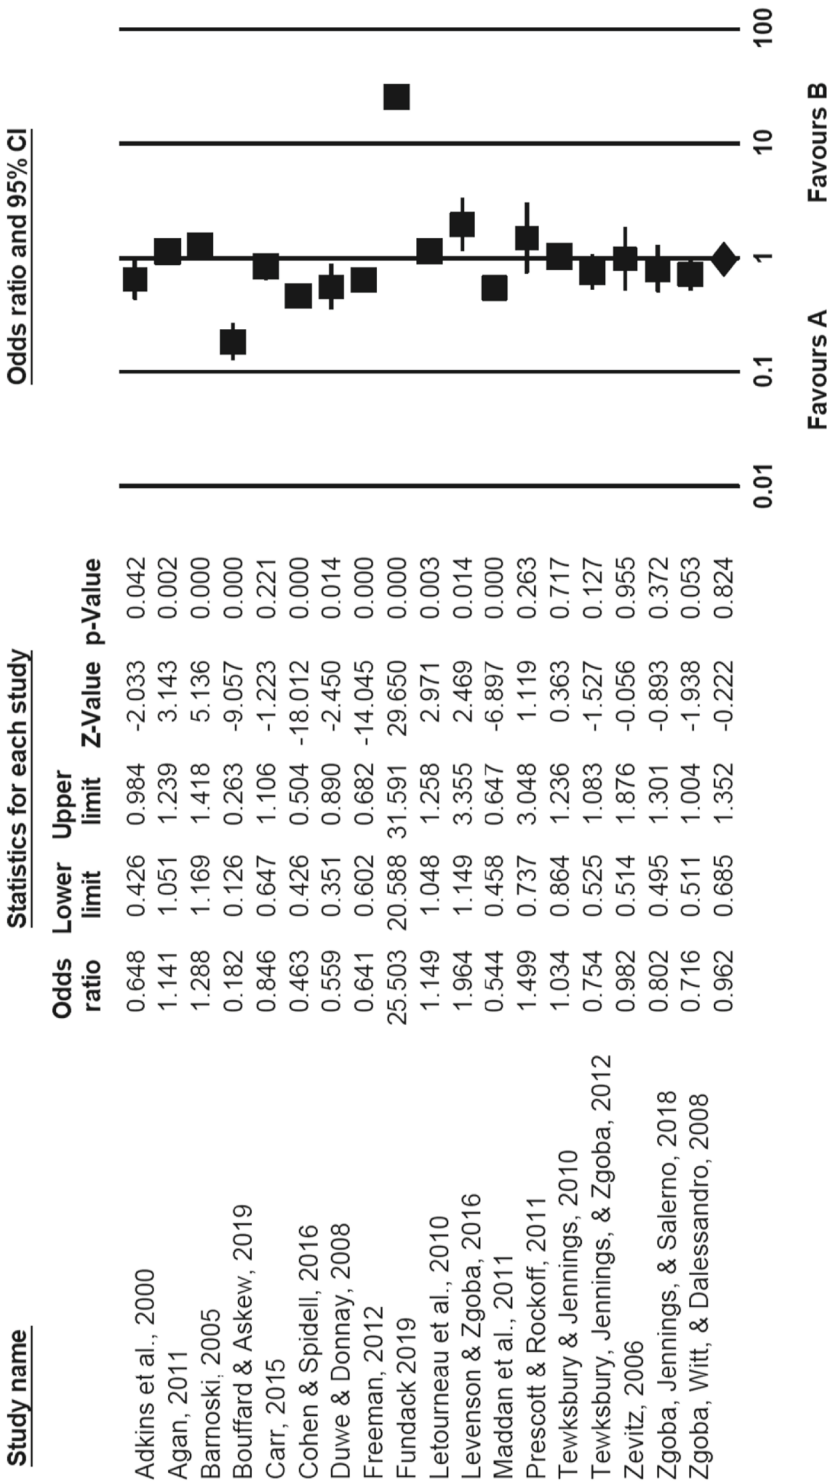 Study name Statistics for each study Odds ratio and 95% CI
Odds Lower Upper
ratio limit limit Z-Value p-Value
Adkins et al., 2000 0.648 0.426 0.984 -2.033 0.042
Agan, 2011 1.141 1.051 1.239 3.143 0.002
Barnoski, 2005 1.288 1.169 1.418 5.136 0.000
Bouffard & Askew, 2019 0.182 0.126 0.263 -9.057 0.000
Carr, 2015 0.846 0.647 1.106 -1.223 0.221
Cohen & Spidell, 2016 0.463 0.426 0.504 -18.012 0.000
Duwe & Donnay, 2008 0.559 0.351 0.890 -2.450 0.014
Freeman, 2012 0.641 0.602 0.682 -14.045 0.000
Fundack 2019 25.503 20.588 31.591 29.650 0.000
Letourneau et al., 2010 1.149 1.048 1.258 2.971 0.003
Levenson & Zgoba, 2016 1.964 1.149 3.355 2.469 0.014
Maddan et al., 2011 0.544 0.458 0.647 -6.897 0.000
Prescott & Rockoff, 2011 1.499 0.737 3.048 1.119 0.263
Tewksbury & Jennings, 2010 1.034 0.864 1.236 0.363 0.717
Tewksbury, Jennings, & Zgoba, 2012 0.754 0.525 1.083 -1.527 0.127
Zevitz, 2006 0.982 0.514 1.876 -0.056 0.955
Zgoba, Jennings, & Salerno, 2018 0.802 0.495 1.301 -0.893 0.372
Zgoba, Witt, & Dalessandro, 2008 0.716 0.511 1.004 -1.938 0.053
0.962 0.685 1.352 -0.222 0.824
0.01 0.1 1 10 100
Favours A Favours B